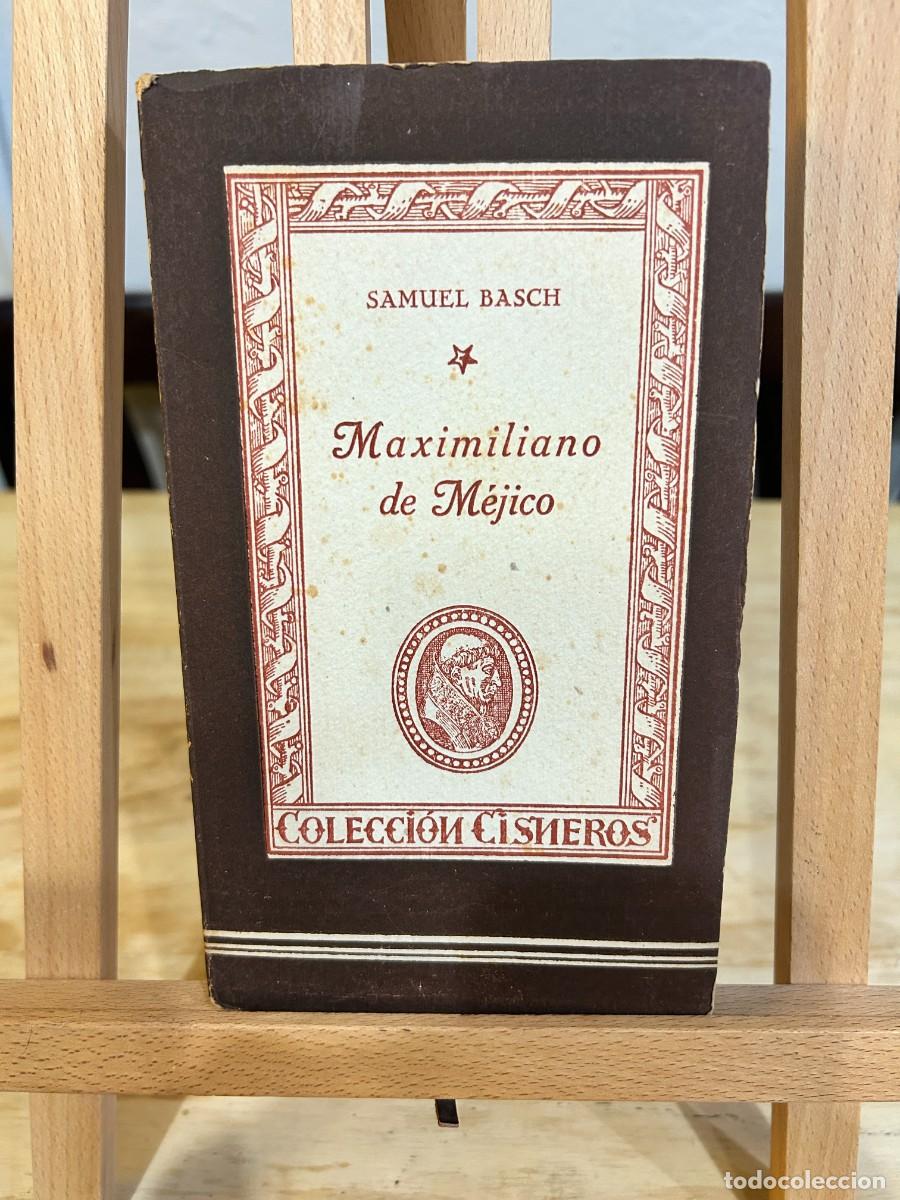 SAMUEL BASCH
Maximiliano
de Méjico
COLECCIÓN CISNEROS
todocoleccion